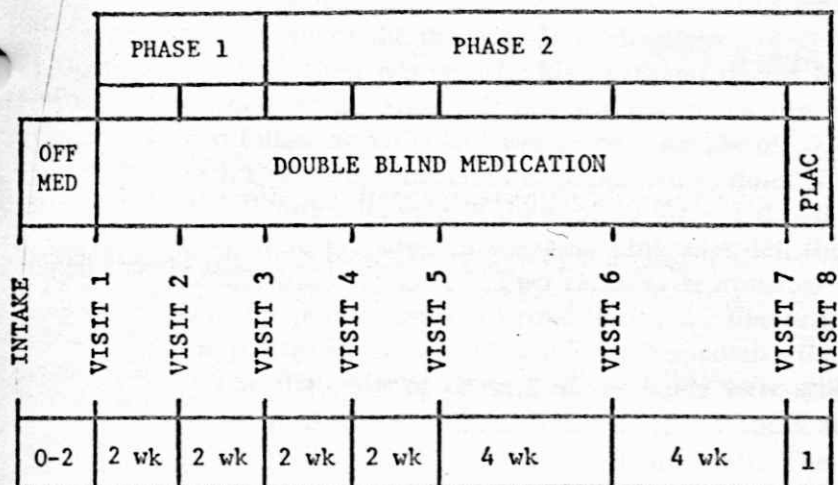 PHASE 1 PHASE 2
OFF
MED
DOUBLE BLIND MEDICATION
PLAC
INTAKE
VISIT 1
VISIT 2
VISIT 3
VISIT 4
VISIT 5
VISIT 6
VISIT 7
VISIT 8
0-2 2 wk 2 wk 2 wk 2 wk 4 wk 4 wk 1